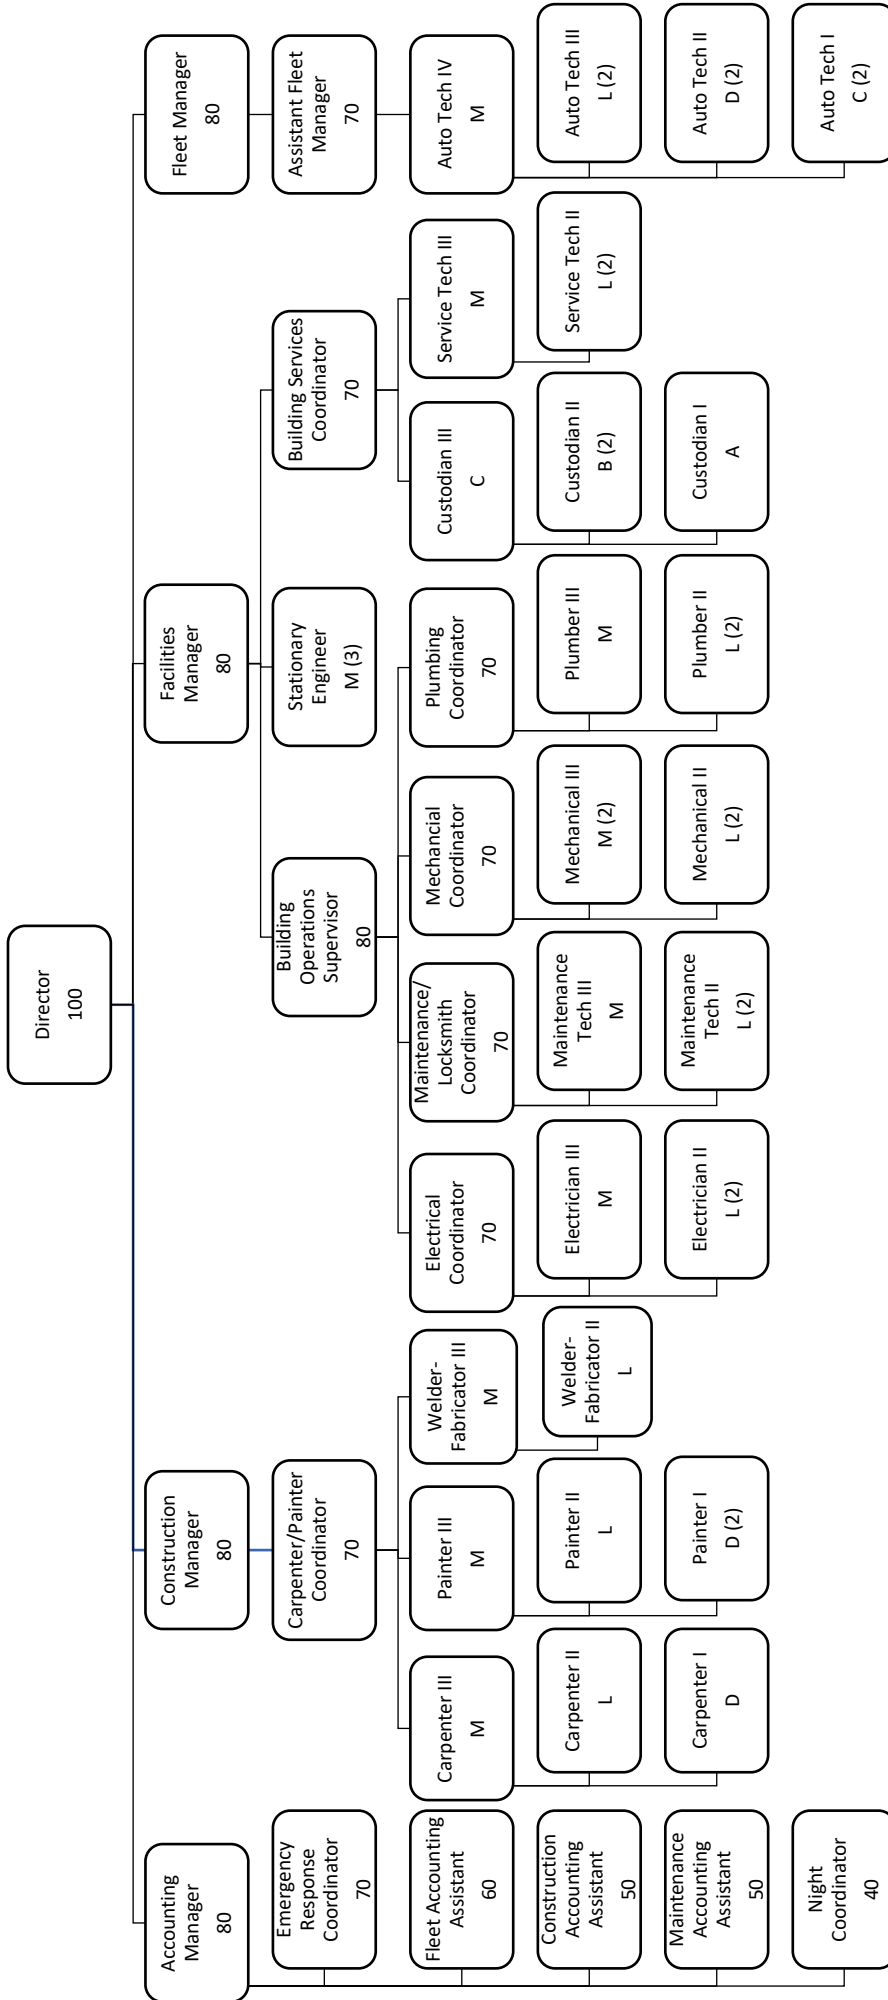 Director
100
Accounting
Manager
80
Emergency
Response
Coordinator
70
Fleet Accounting
Assistant
60
Construction
Accounting
Assistant
50
Maintenance
Accounting
Assistant
50
Night
Coordinator
40
Construction
Manager
80
Carpenter/Painter
Coordinator
70
Carpenter III
M
Carpenter II
L
Carpenter I
D
Painter III
M
Painter II
L
Painter I
D (2)
Welder-
Fabricator III
M
Welder-
Fabricator II
L
Facilities
Manager
80
Building
Operations
Supervisor
80
Electrical
Coordinator
70
Electrician III
M
Electrician II
L (2)
Maintenance/
Locksmith
Coordinator
70
Maintenance
Tech III
M
Maintenance
Tech II
L (2)
Mechancial
Coordinator
70
Mechanical III
M (2)
Mechanical II
L (2)
Plumbing
Coordinator
70
Plumber III
M
Plumber II
L (2)
Stationary
Engineer
M (3)
Building Services
Coordinator
70
Custodian III
C
Custodian II
B (2)
Custodian I
A
Service Tech III
M
Service Tech II
L (2)
Fleet Manager
80
Assistant Fleet
Manager
70
Auto Tech IV
M
Auto Tech III
L (2)
Auto Tech II
D (2)
Auto Tech I
C (2)